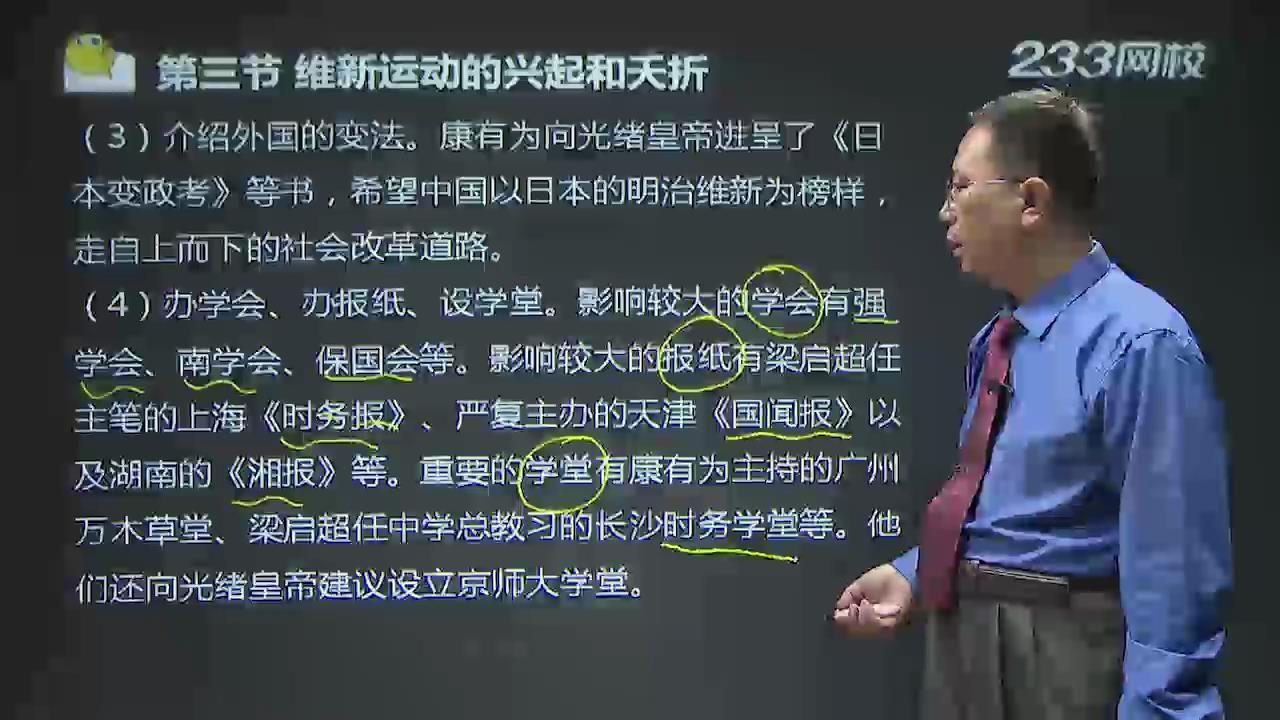 第三节 维新运动的兴起和夭折
233网校
（3）介绍外国的变法。康有为向光绪皇帝进呈了《日
本变政考》等书，希望中国以日本的明治维新为榜样，
走自上而下的社会改革道路。
（4）办学会、办报纸、设学堂。影响较大的学会有强
学会、南学会、保国会等。影响较大的报纸有梁启超任
主笔的上海《时务报》、严复主办的天津《国闻报》以
及湖南的《湘报》等。重要的学堂有康有为主持的广州
万木草堂、梁启超任中学总教习的长沙时务学堂等。他
们还向光绪皇帝建议设立京师大学堂。